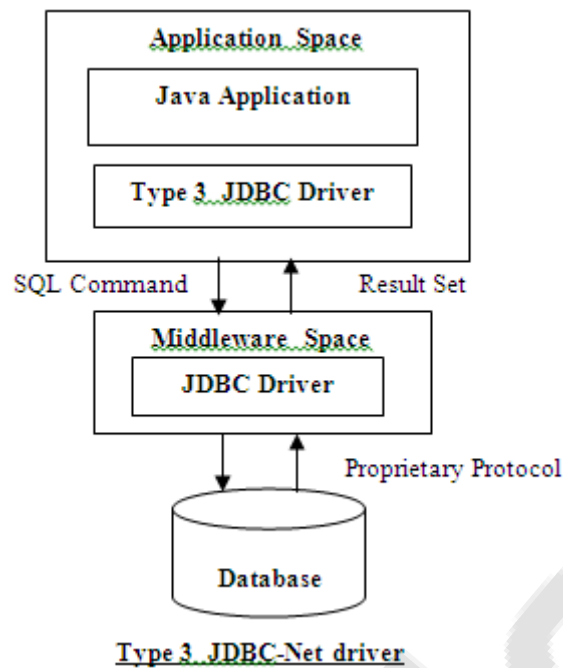 Application Space
Java Application
Type 3 JDBC Driver
SQL Command
Result Set
Middleware Space
JDBC Driver
Proprietary Protocol
Database
Type 3 JDBC-Net driver